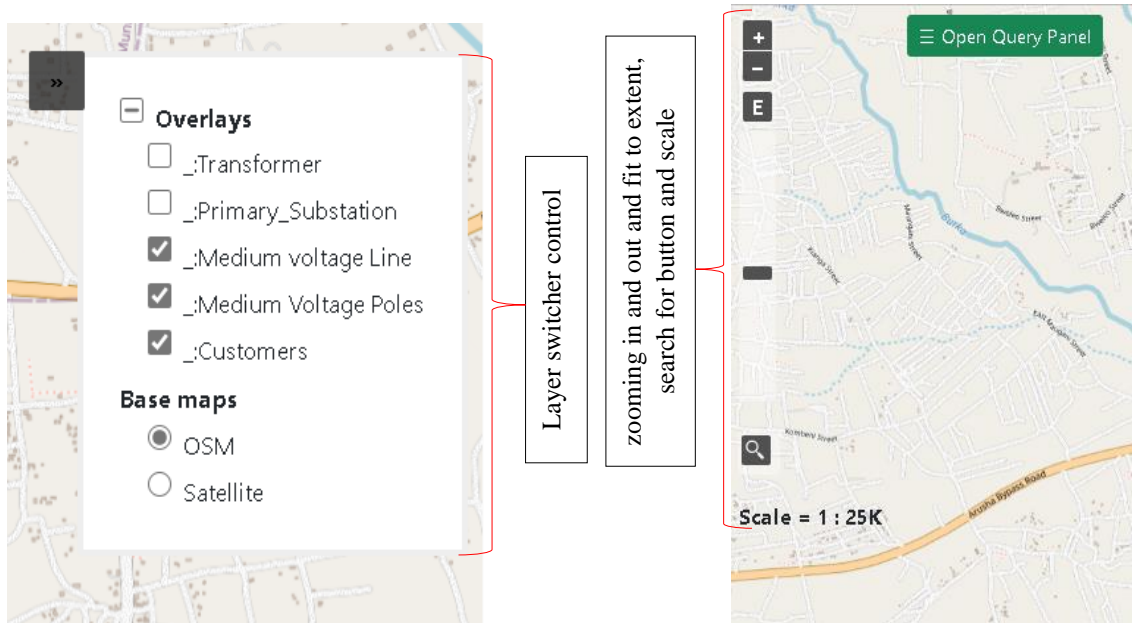 »
Overlays
_:Transformer
_:Primary_Substation
_:Medium voltage Line
_:Medium Voltage Poles
_:Customers
Base maps
OSM
Satellite
Layer switcher control
zooming in and out and fit to extent,
search for button and scale
+
−
E
☰ Open Query Panel
Burka
Kijenga Street
Kombeni Street
Arusha Bypass Road
Scale = 1 : 25K